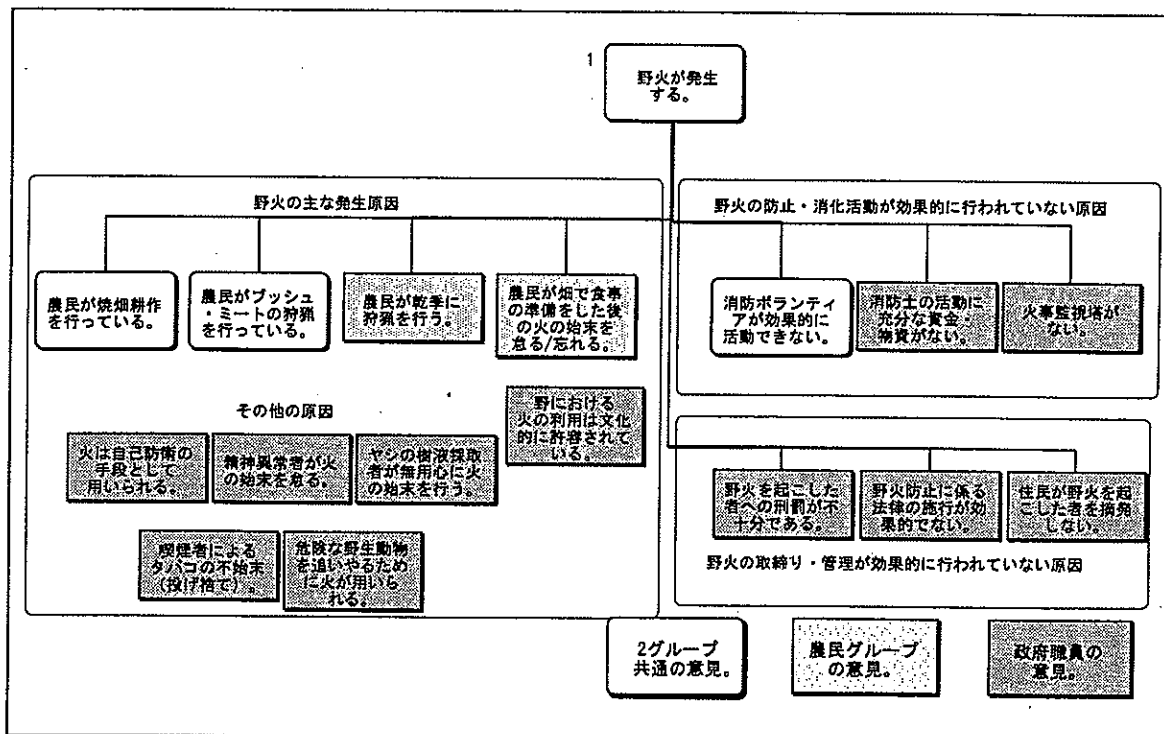 1
野火が発生
する。
野火の主な発生原因
農民が焼畑耕作
を行っている。
農民がブッシュ
・ミートの狩猟
を行っている。
農民が乾季に
狩猟を行う。
農民が畑で食事
の準備をした後
の火の始末を
怠る/忘れる。
その他の原因
野における
火の利用は文化
的に許容されて
いる。
火は自己防衛の
手段として
用いられる。
精神異常者が火
の始末を怠る。
ヤシの樹液採取
者が無用心に火
の始末を行う。
喫煙者による
タバコの不始末
(投げ捨て)。
危険な野生動物
を追いやるため
に火が用いら
れる。
野火の防止・消化活動が効果的に行われていない原因
消防ボランティ
アが効果的に
活動できない。
消防士の活動に
充分な資金・
物資がない。
火事監視塔が
ない。
野火を起こした
者への刑罰が不
十分である。
野火防止に係る
法体の施行が効
果的でない。
住民が野火を起
こした者を摘発
しない。
野火の取締り・管理が効果的に行われていない原因
2グループ
共通の意見。
農民グループ
の意見。
政府職員の
意見。